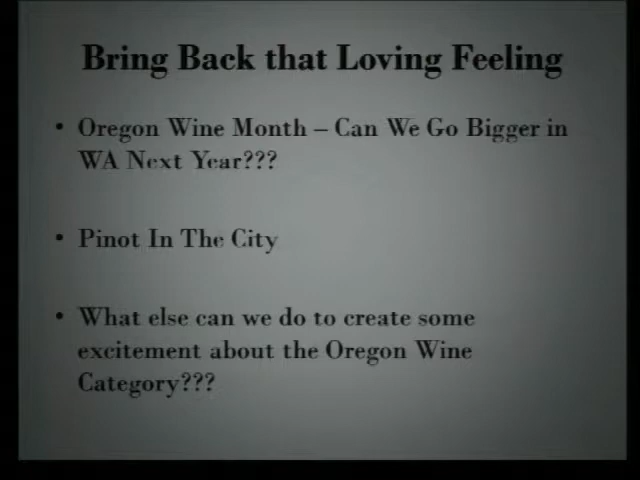 Bring Back that Loving Feeling
• Oregon Wine Month – Can We Go Bigger in
WA Next Year???
• Pinot In The City
• What else can we do to create some
excitement about the Oregon Wine
Category???